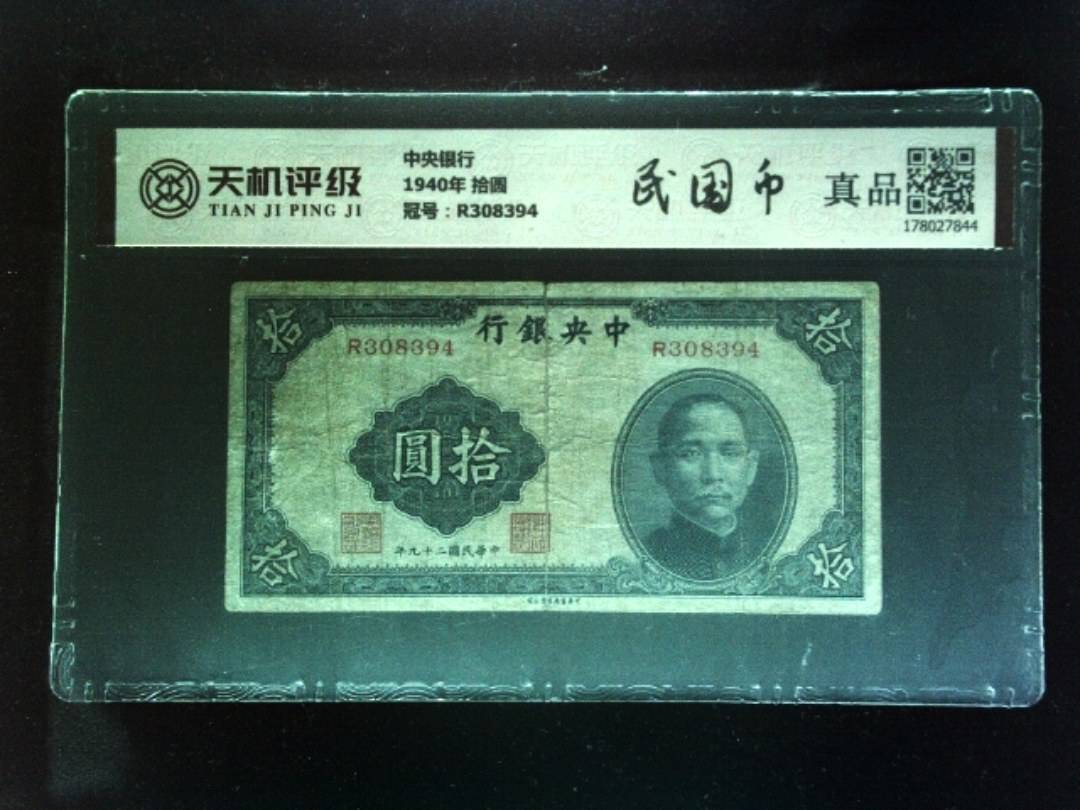 天机评级
TIAN JI PING JI
中央银行
1940年 拾圆
冠号：R308394
民国币
真品
178027844
拾
拾
中央銀行
R308394
R308394
拾圓
中華民國二十九年
拾
拾